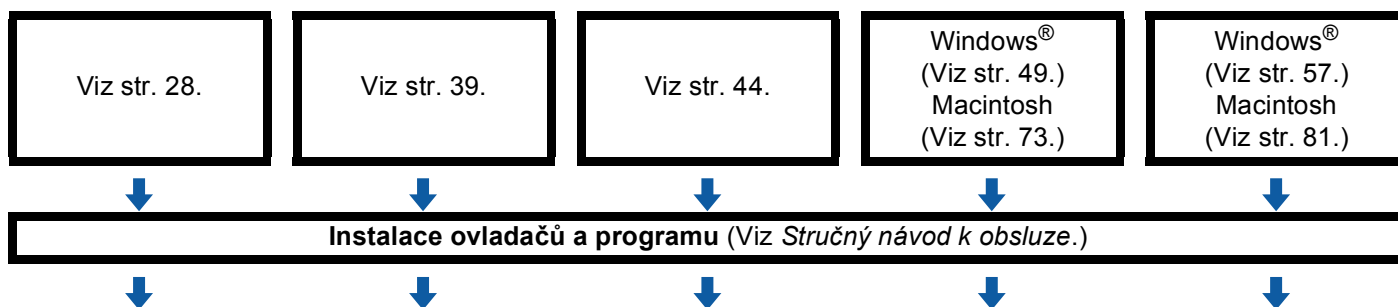 Viz str. 28.
Viz str. 39.
Viz str. 44.
Windows®
(Viz str. 49.)
Macintosh
(Viz str. 73.)
Windows®
(Viz str. 57.)
Macintosh
(Viz str. 81.)
Instalace ovladačů a programu (Viz Stručný návod k obsluze.)